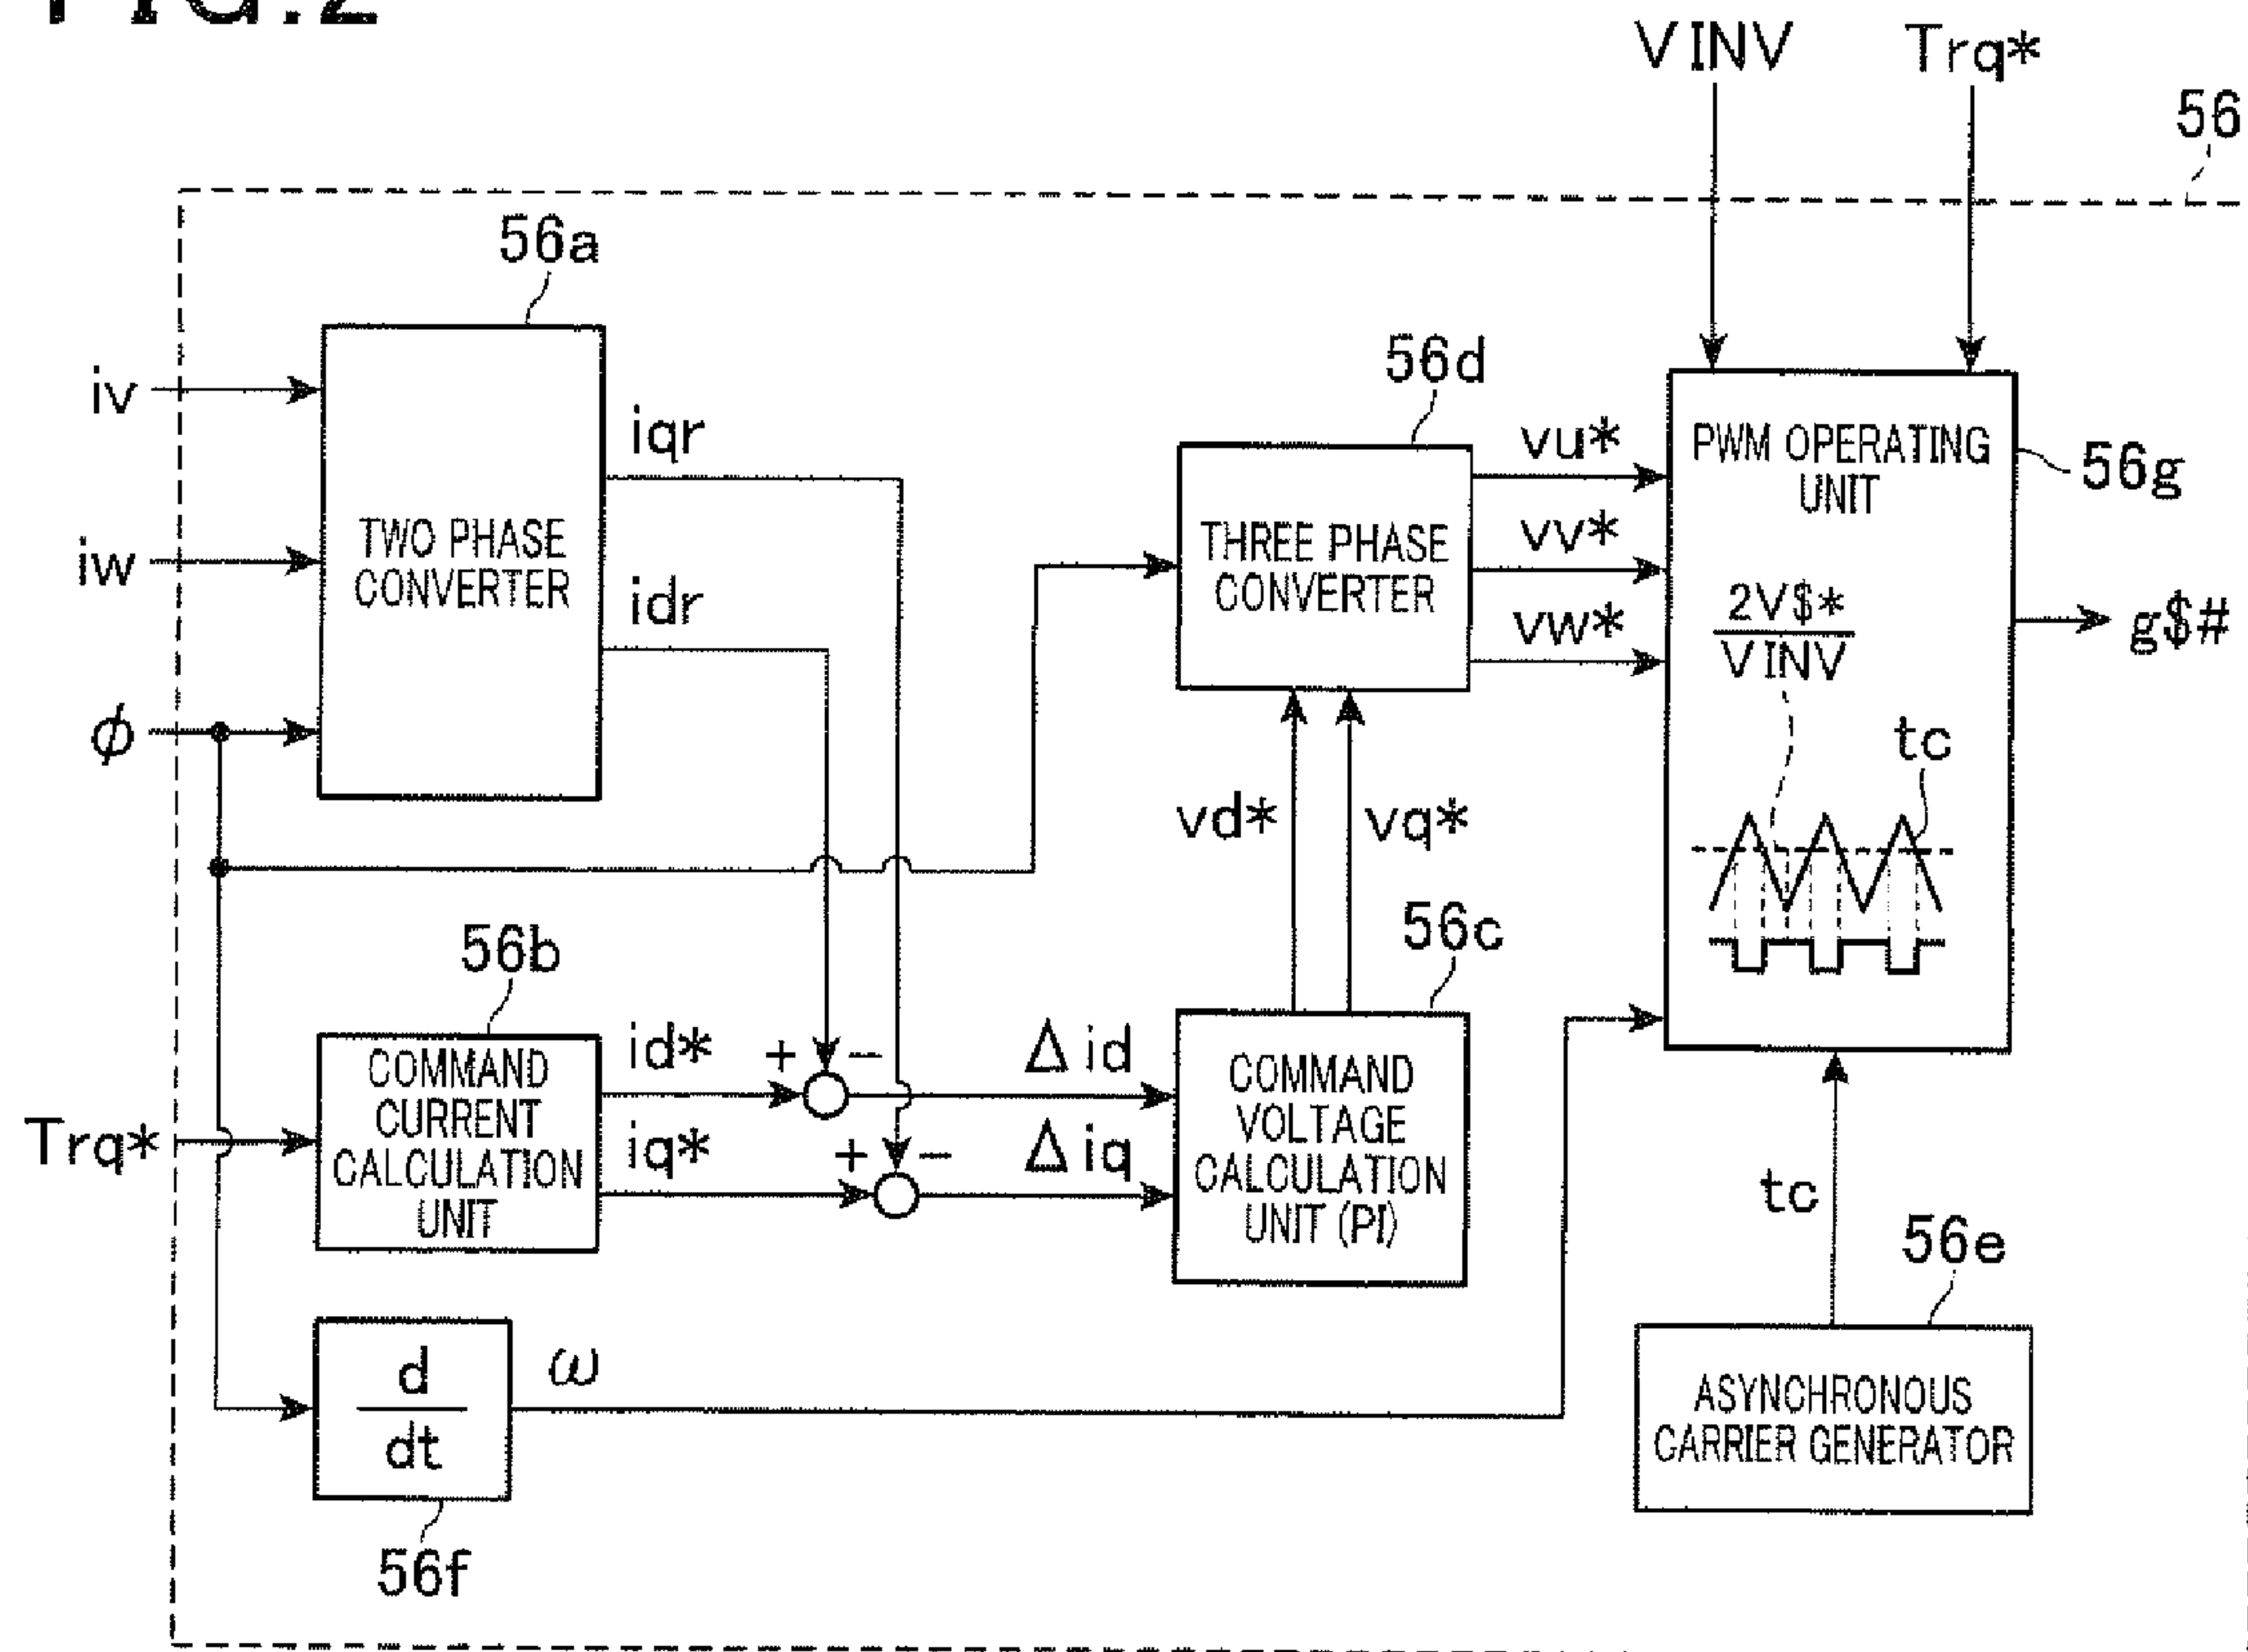 FIG.2
VINV
Trq*
56
56a
iv
iw
ϕ
TWO PHASE
CONVERTER
iqr
idr
56d
THREE PHASE
CONVERTER
vu*
vv*
vw*
PWM OPERATING
UNIT
56g
2V$*
VINV
tc
g$#
vd*
vq*
56b
Trq*
COMMAND
CURRENT
CALCULATION
UNIT
id*
+
−
Δid
iq*
+
−
Δiq
56c
COMMAND
VOLTAGE
CALCULATION
UNIT (PI)
tc
56e
ASYNCHRONOUS
CARRIER GENERATOR
d
dt
ω
56f